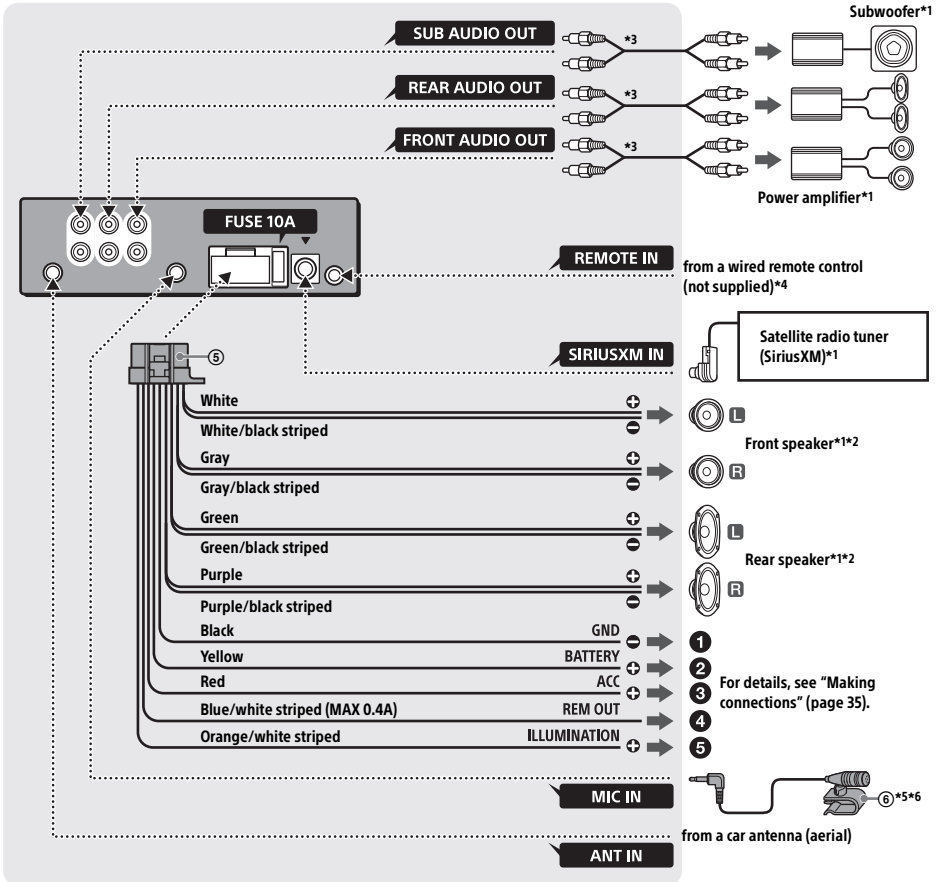 Subwoofer*1
SUB AUDIO OUT
*3
REAR AUDIO OUT
*3
FRONT AUDIO OUT
*3
Power amplifier*1
FUSE 10A
REMOTE IN
from a wired remote control
(not supplied)*4
SIRIUSXM IN
Satellite radio tuner
(SiriusXM)*1
⑤
White
White/black striped
L
Front speaker*1*2
Gray
Gray/black striped
R
Green
Green/black striped
L
Rear speaker*1*2
Purple
Purple/black striped
R
Black GND ❶
Yellow BATTERY ❷
Red ACC ❸
For details, see “Making
connections” (page 35).
Blue/white striped (MAX 0.4A) REM OUT ❹
Orange/white striped ILLUMINATION ❺
MIC IN
⑥*5*6
from a car antenna (aerial)
ANT IN